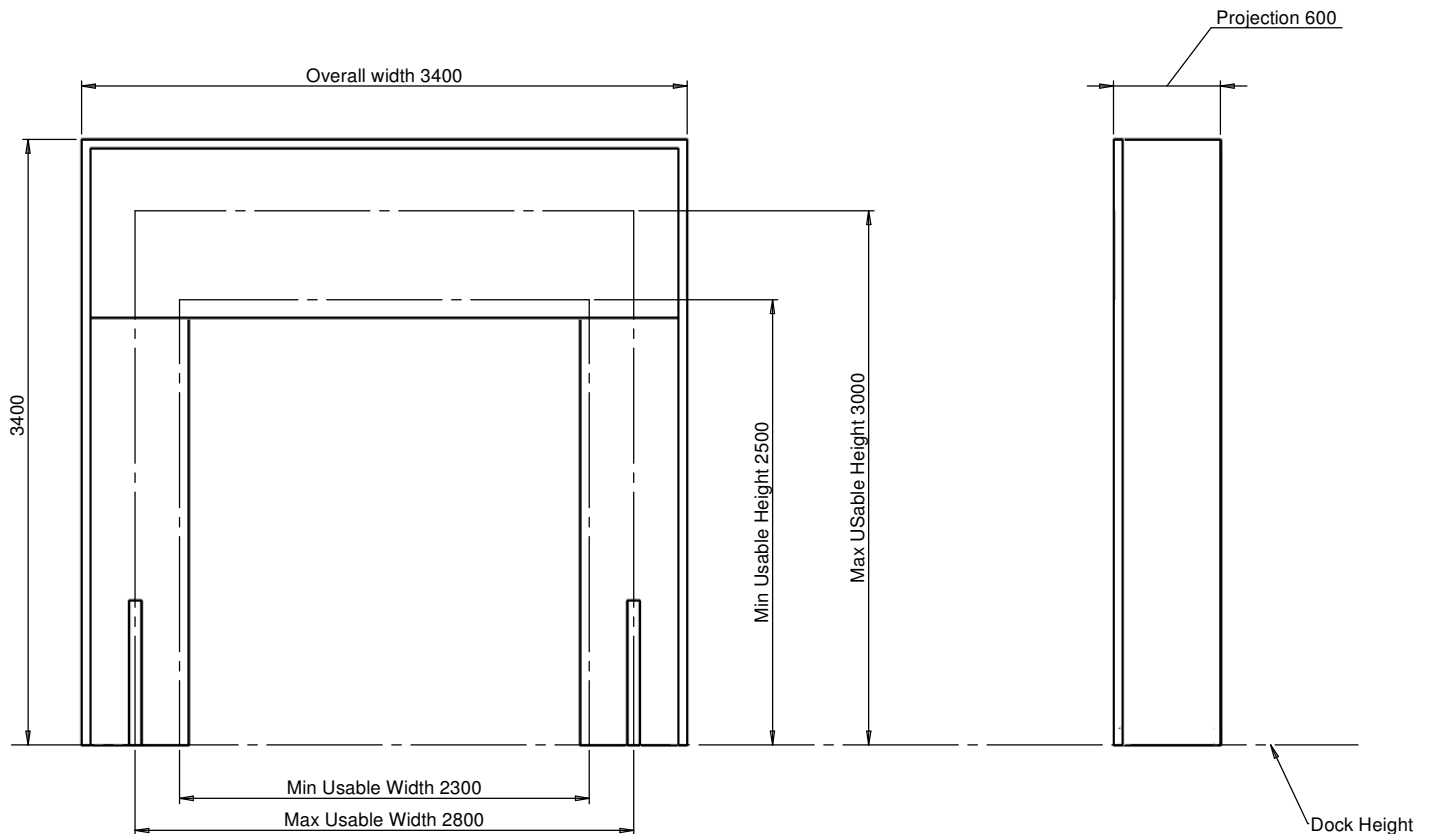 Projection 600
Overall width 3400
3400
Max USable Height 3000
Min Usable Height 2500
Min Usable Width 2300
Max Usable Width 2800
Dock Height